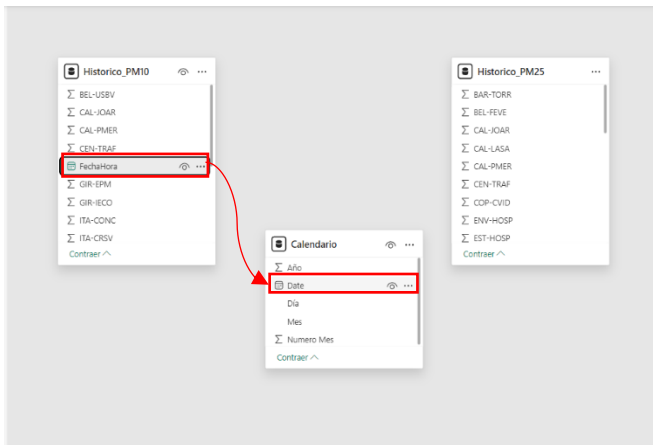 Historico_PM10
BEL-USBV
CAL-JOAR
CAL-PMER
CEN-TRAF
FechaHora
GIR-EPM
GIR-IECO
ITA-CONC
ITA-CRSV
Contraer
Historico_PM25
BAR-TORR
BEL-FEVE
CAL-JOAR
CAL-LASA
CAL-PMER
CEN-TRAF
COP-CVID
ENV-HOSP
EST-HOSP
Contraer
Calendario
Año
Date
Día
Mes
Numero Mes
Contraer